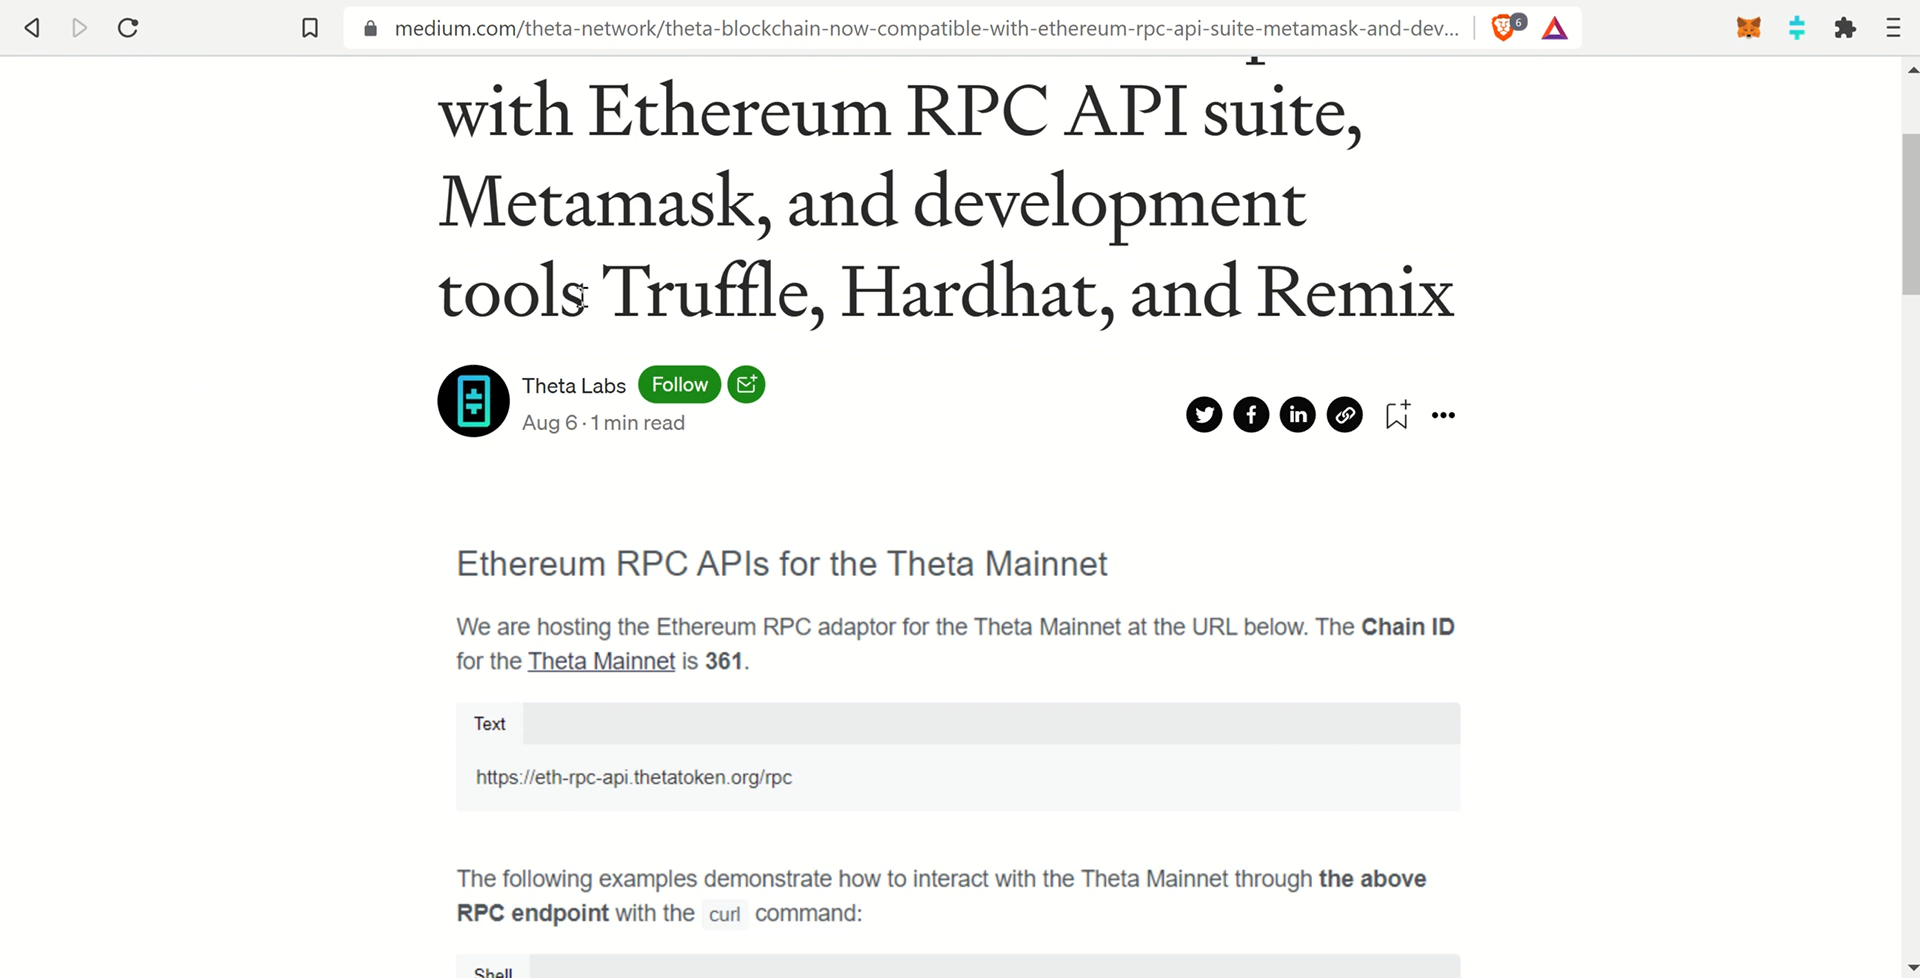 medium.com/theta-network/theta-blockchain-now-compatible-with-ethereum-rpc-api-suite-metamask-and-dev...
6
with Ethereum RPC API suite,
Metamask, and development
tools Truffle, Hardhat, and Remix
Theta Labs Follow
Aug 6 · 1 min read
Ethereum RPC APIs for the Theta Mainnet
We are hosting the Ethereum RPC adaptor for the Theta Mainnet at the URL below. The Chain ID
for the Theta Mainnet is 361.
Text
https://eth-rpc-api.thetatoken.org/rpc
The following examples demonstrate how to interact with the Theta Mainnet through the above
RPC endpoint with the curl command:
Shell